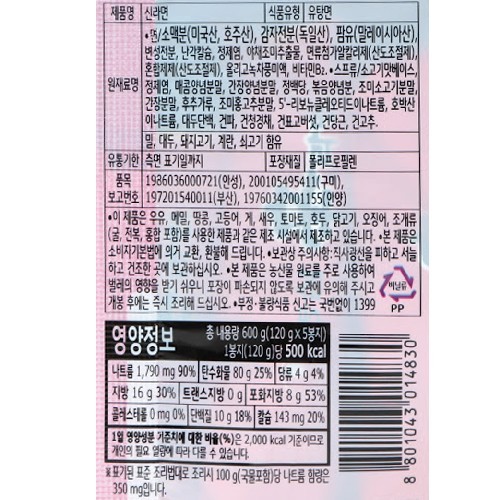 제품명 신라면 식품유형 유탕면
원재료명
• 면/소맥분(미국산, 호주산), 감자전분(독일산), 팜유(말레이시아산),
변성전분, 난각칼슘, 정제염, 야채조미추출물, 면류첨가알칼리제(산도조절제),
혼합제제(산도조절제), 올리고녹차풍미액, 비타민B₂. • 스프류/소고기맛베이스,
정제염, 매콤양념분말, 간장양념분말, 정백당, 볶음양념분, 조미소고기분말,
간장분말, 후추가루, 조미홍고추분말, 5'-리보뉴클레오티드이나트륨, 호박산
이나트륨, 대두단백, 건파, 건청경채, 건표고버섯, 건당근, 건고추.
밀, 대두, 돼지고기, 계란, 쇠고기 함유
유통기한 측면 표기일까지 포장재질 폴리프로필렌
품목 보고번호
1986036000721(안성), 200105495411(구미),
197201540011(부산), 19760342001155(안양)
• 이 제품은 우유, 메밀, 땅콩, 고등어, 게, 새우, 토마토, 호두, 닭고기, 오징어, 조개류
(굴, 전복, 홍합 포함)를 사용한 제품과 같은 제조 시설에서 제조하고 있습니다. • 본 제품은
소비자기본법에 의거 교환, 환불해 드립니다. • 보관상 주의사항: 직사광선을 피하고 서늘
하고 건조한 곳에 보관하십시오. • 본 제품은 농산물 원료를 주로 사용하여
벌레의 영향을 받기 쉬우니 포장이 파손되지 않도록 보관에 유의해 주시고
개봉 후에는 즉시 조리해 드십시오. • 부정·불량식품 신고는 국번없이 1399
비닐류
PP
영양정보
총 내용량 600 g(120 g x 5봉지)
1봉지(120 g)당 500 kcal
나트륨 1,790 mg 90% 탄수화물 80 g 25% 당류 4 g 4%
지방 16 g 30% 트랜스지방 0 g 포화지방 8 g 53%
콜레스테롤 0 mg 0% 단백질 10 g 18% 칼슘 143 mg 20%
1일 영양성분 기준치에 대한 비율(%)은 2,000 kcal 기준이므로
개인의 필요 열량에 따라 다를 수 있습니다.
※ 표기된 표준 조리법대로 조리시 100 g(국물포함)당 나트륨 함량은
350 mg입니다.
8 801043 014830